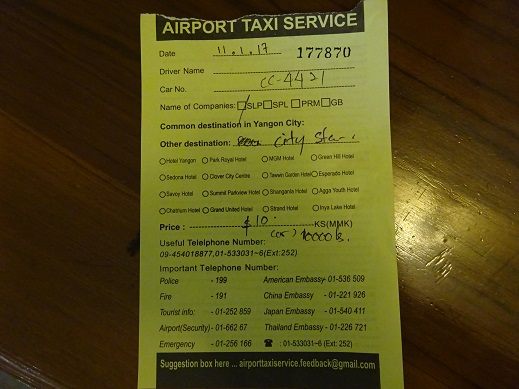 AIRPORT TAXI SERVICE
Date 11.1.17 177870
Driver Name
Car No. CC-4421
Name of Companies: SLP SPL PRM GB
Common destination in Yangon City:
Other destination: City Star
Hotel Yangon Park Royal Hotel MGM Hotel Green Hill Hotel
Sedona Hotel Clover City Centre Taewin Garden Hotel Esperado Hotel
Savoy Hotel Summit Parkview Hotel Shangarila Hotel Agga Youth Hotel
Chatrium Hotel Grand United Hotel Strand Hotel Inya Lake Hotel
Price : $10 KS(MMK)
(or) 10000 k.
Useful Teliephone Number:
09-454018877,01-533031~6(Ext:252)
Important Telephone Number:
Police - 199 American Embassy- 01-536 509
Fire - 191 China Embassy - 01-221 926
Tourist info: - 01-252 859 Japan Embassy - 01-540 411
Airport(Security)- 01-662 67 Thailand Embassy - 01-226 721
Emergency - 01-256 166 ☎ : 01-533031~6 (Ext: 252)
Suggestion box here ... airporttaxiservice.feedback@gmail.com